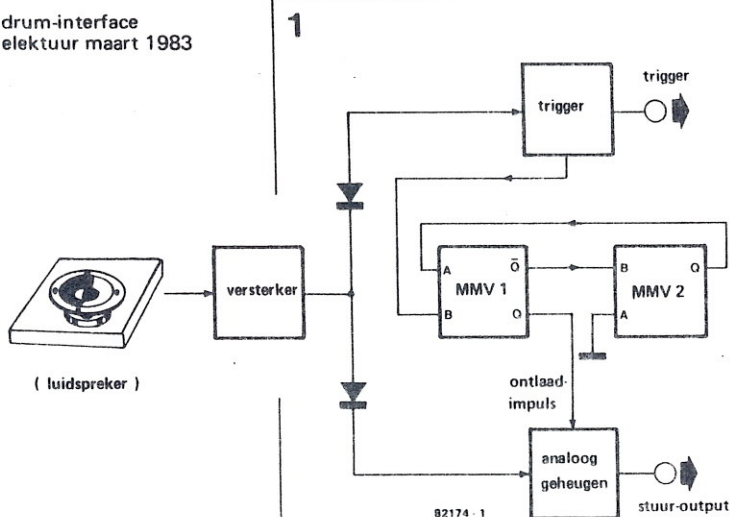 drum-interface
elektuur maart 1983
1
trigger
trigger
versterker
A
Q̅
MMV 1
B
Q
B
Q
MMV 2
A
( luidspreker )
ontlaad-
impuls
analoog
geheugen
82174 - 1
stuur-output